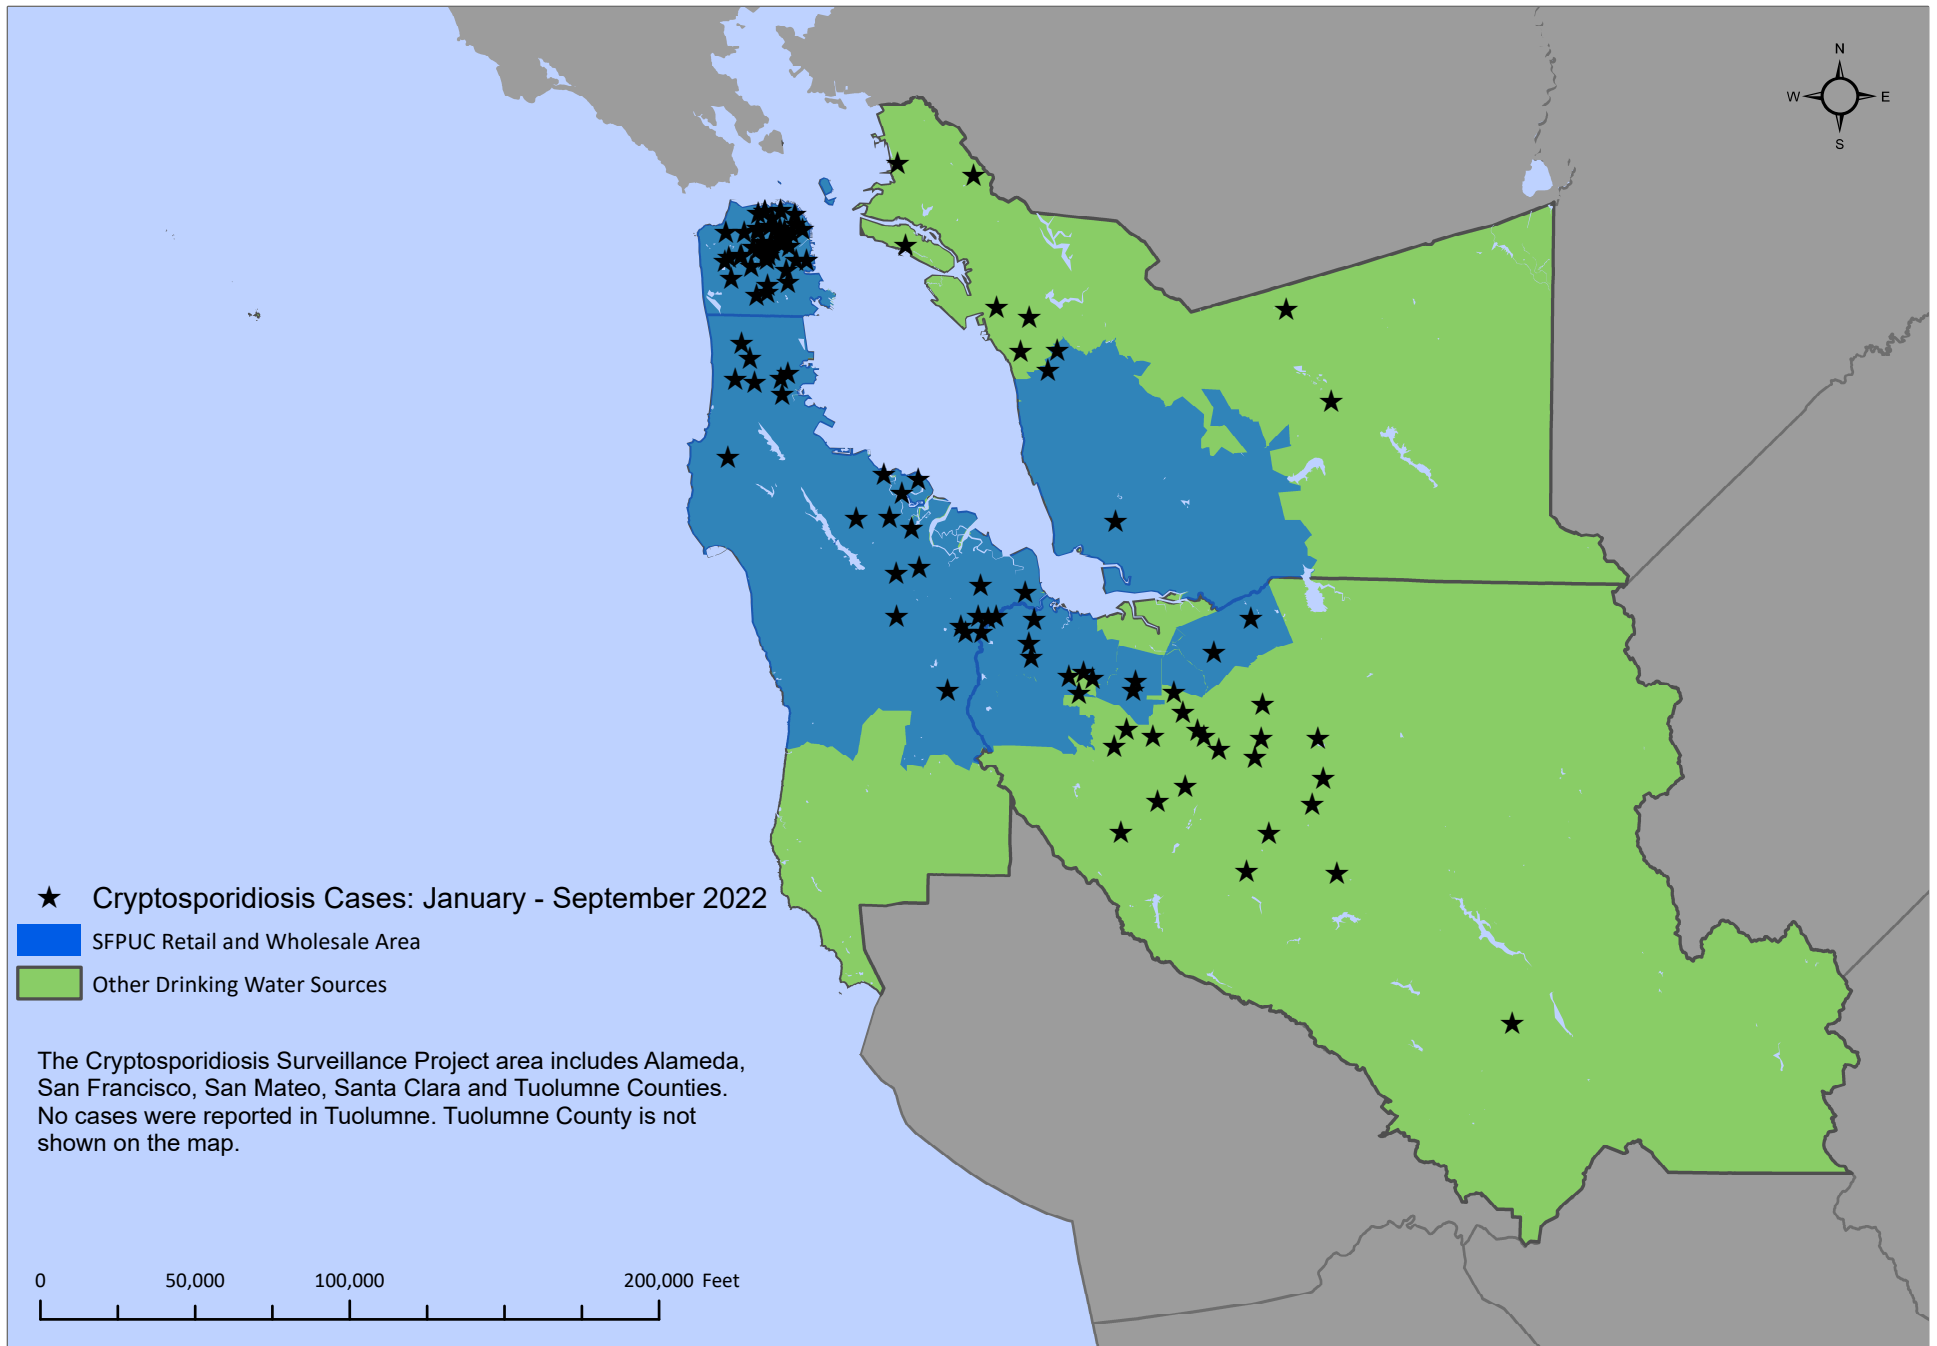 N
W E
S
Cryptosporidiosis Cases: January - September 2022
SFPUC Retail and Wholesale Area
Other Drinking Water Sources
The Cryptosporidiosis Surveillance Project area includes Alameda,
San Francisco, San Mateo, Santa Clara and Tuolumne Counties.
No cases were reported in Tuolumne. Tuolumne County is not
shown on the map.
0 50,000 100,000 200,000 Feet